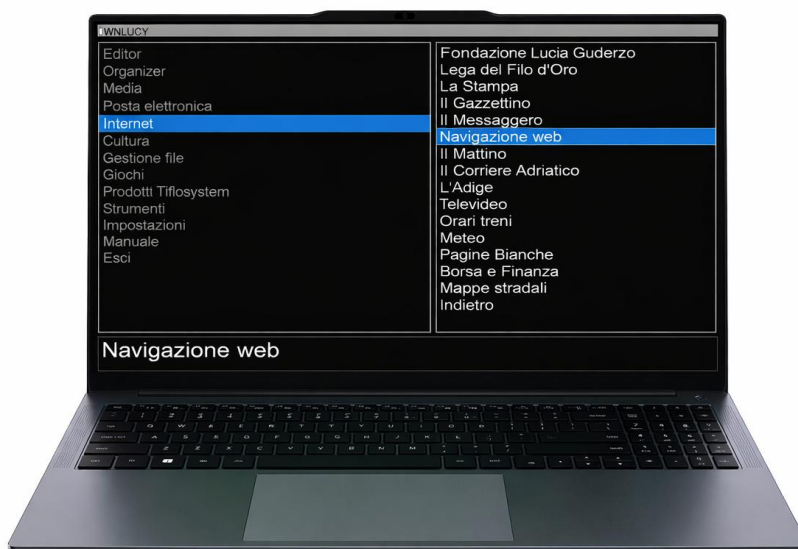 WNLUCY
Editor
Organizer
Media
Posta elettronica
Internet
Cultura
Gestione file
Giochi
Prodotti Tiflosystem
Strumenti
Impostazioni
Manuale
Esci
Fondazione Lucia Guderzo
Lega del Filo d'Oro
La Stampa
Il Gazzettino
Il Messaggero
Navigazione web
Il Mattino
Il Corriere Adriatico
L'Adige
Televideo
Orari treni
Meteo
Pagine Bianche
Borsa e Finanza
Mappe stradali
Indietro
Navigazione web